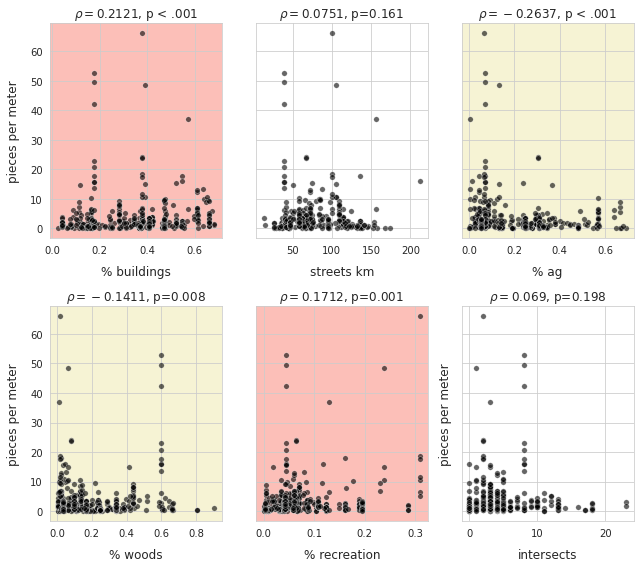 ρ = 0.2121, p < .001
ρ = 0.0751, p=0.161
ρ = −0.2637, p < .001
pieces per meter
60
50
40
30
20
10
0
0.0 0.2 0.4 0.6
50 100 150 200
0.0 0.2 0.4 0.6
% buildings
streets km
% ag
ρ = −0.1411, p=0.008
ρ = 0.1712, p=0.001
ρ = 0.069, p=0.198
pieces per meter
60
50
40
30
20
10
0
pieces per meter
0.0 0.2 0.4 0.6 0.8
0.0 0.1 0.2 0.3
0 10 20
% woods
% recreation
intersects